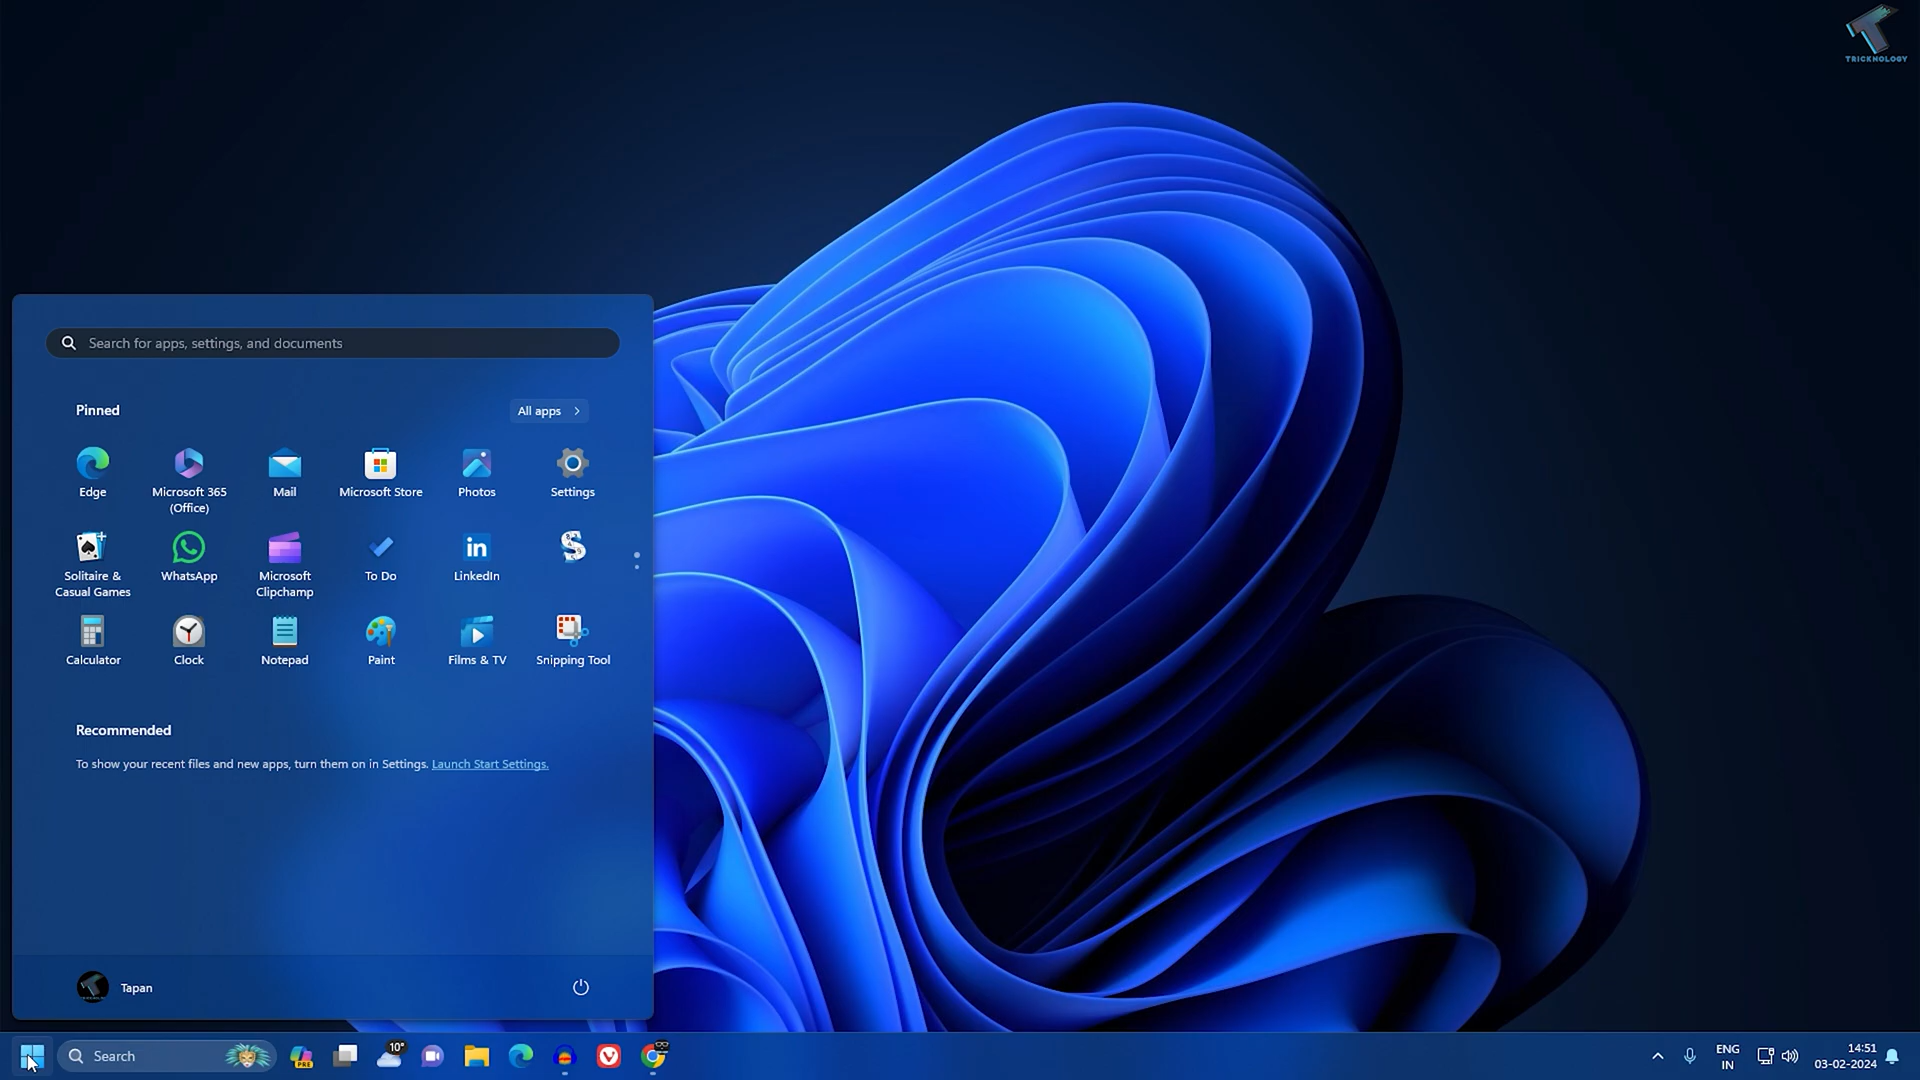 TRICKNOLOGY
Search for apps, settings, and documents
Pinned
All apps
Edge
Microsoft 365
(Office)
Mail
Microsoft Store
Photos
Settings
Solitaire &
Casual Games
WhatsApp
Microsoft
Clipchamp
To Do
LinkedIn
Calculator
Clock
Notepad
Paint
Films & TV
Snipping Tool
Recommended
To show your recent files and new apps, turn them on in Settings. Launch Start Settings.
Tapan
Search
PRE
10°
ENG
IN
14:51
03-02-2024